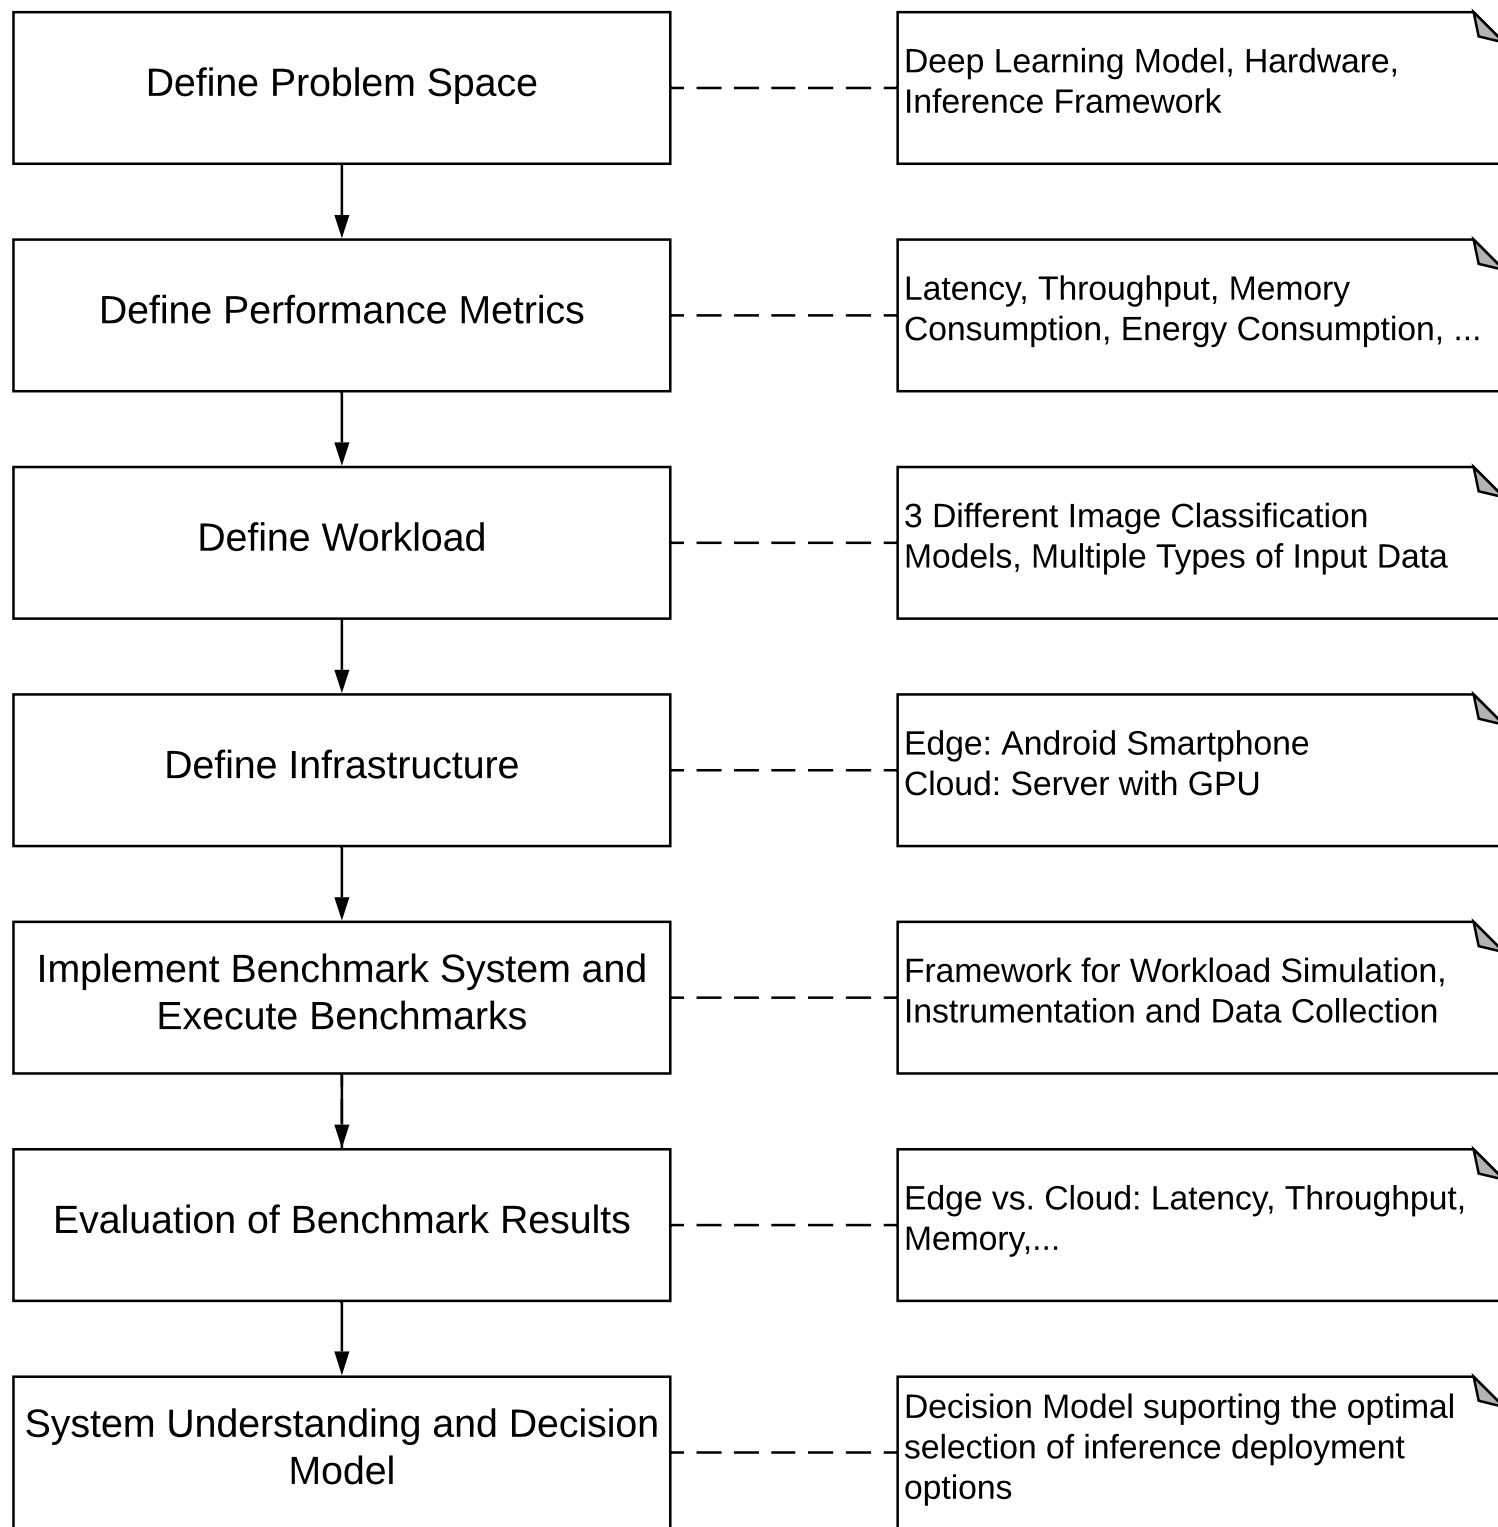 Define Problem Space
Deep Learning Model, Hardware,
Inference Framework
Define Performance Metrics
Latency, Throughput, Memory
Consumption, Energy Consumption, ...
Define Workload
3 Different Image Classification
Models, Multiple Types of Input Data
Define Infrastructure
Edge: Android Smartphone
Cloud: Server with GPU
Implement Benchmark System and
Execute Benchmarks
Framework for Workload Simulation,
Instrumentation and Data Collection
Evaluation of Benchmark Results
Edge vs. Cloud: Latency, Throughput,
Memory,...
System Understanding and Decision
Model
Decision Model suporting the optimal
selection of inference deployment
options